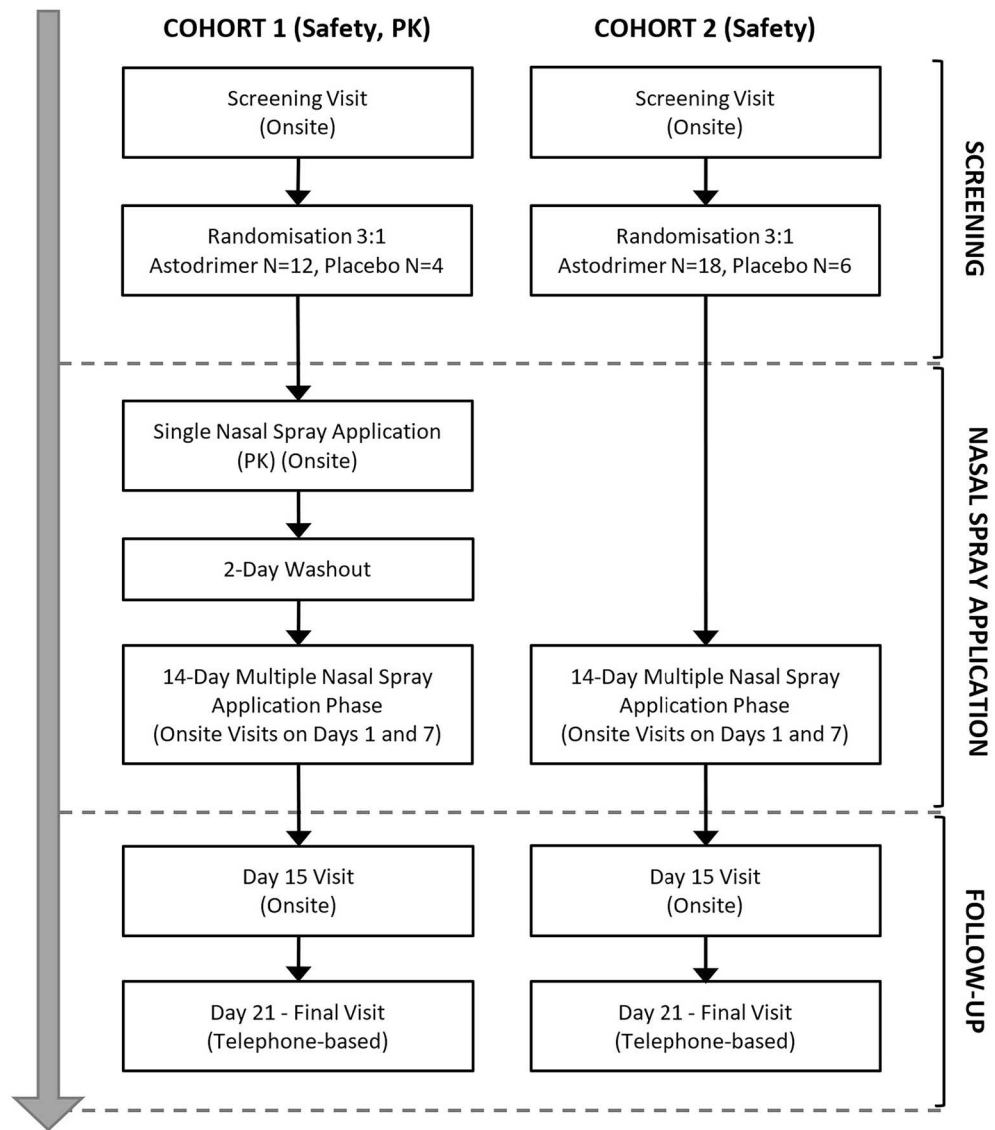 COHORT 1 (Safety, PK)
COHORT 2 (Safety)
Screening Visit
(Onsite)
Screening Visit
(Onsite)
SCREENING
Randomisation 3:1
Astodrimer N=12, Placebo N=4
Randomisation 3:1
Astodrimer N=18, Placebo N=6
Single Nasal Spray Application
(PK) (Onsite)
NASAL SPRAY APPLICATION
2-Day Washout
14-Day Multiple Nasal Spray
Application Phase
(Onsite Visits on Days 1 and 7)
14-Day Multiple Nasal Spray
Application Phase
(Onsite Visits on Days 1 and 7)
Day 15 Visit
(Onsite)
Day 15 Visit
(Onsite)
FOLLOW-UP
Day 21 - Final Visit
(Telephone-based)
Day 21 - Final Visit
(Telephone-based)